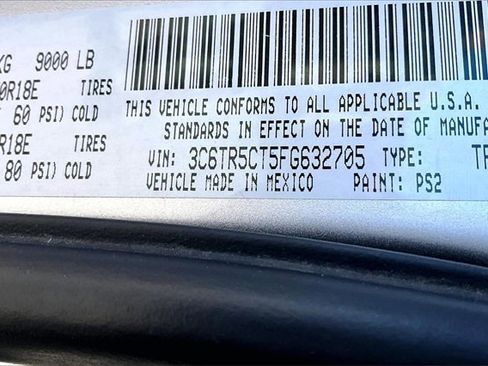 KG 9000 LB
0R18E TIRES
60 PSI) COLD
R18E TIRES
80 PSI) COLD
THIS VEHICLE CONFORMS TO ALL APPLICABLE U.S.A.
STANDARDS IN EFFECT ON THE DATE OF MANUFA
VIN: 3C6TR5CT5FG632705 TYPE: TR
VEHICLE MADE IN MEXICO PAINT: PS2